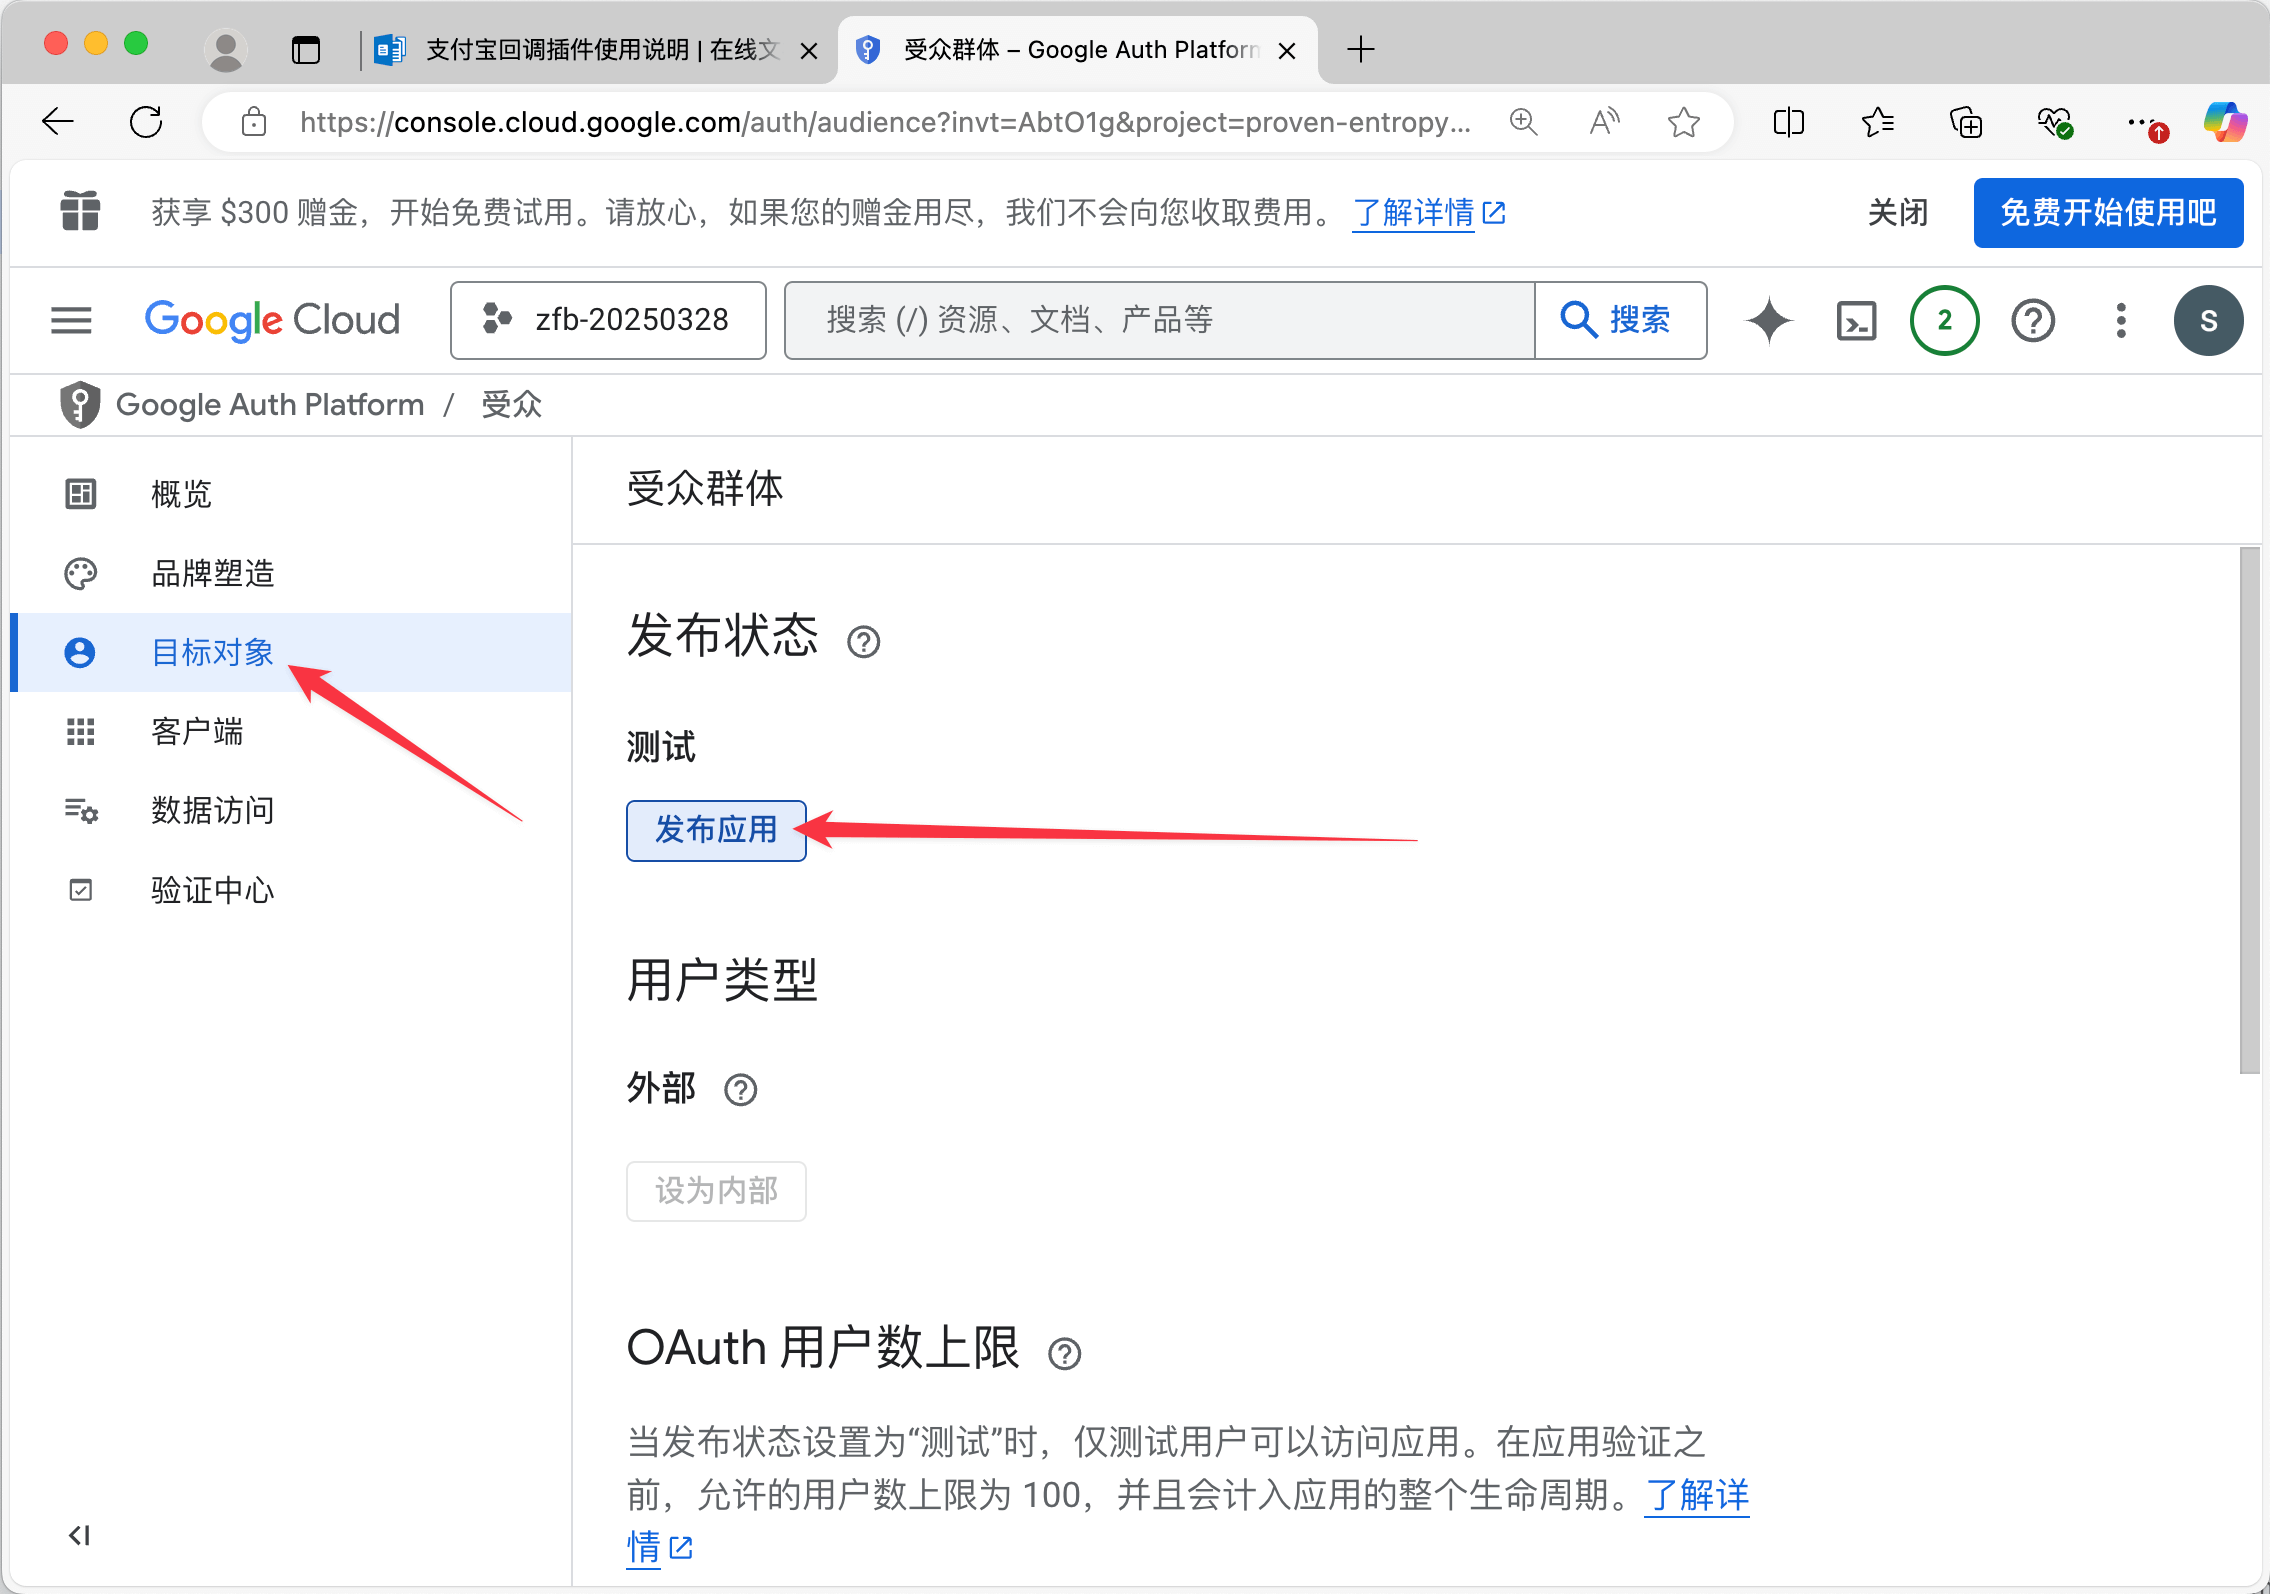 支付宝回调插件使用说明 | 在线文
受众群体 – Google Auth Platform
https://console.cloud.google.com/auth/audience?invt=AbtO1g&project=proven-entropy...
获享 $300 赠金，开始免费试用。请放心，如果您的赠金用尽，我们不会向您收取费用。 了解详情
关闭
免费开始使用吧
Google Cloud
zfb-20250328
搜索 (/) 资源、文档、产品等
搜索
2
S
Google Auth Platform / 受众
概览
品牌塑造
目标对象
客户端
数据访问
验证中心
受众群体
发布状态
测试
发布应用
用户类型
外部
设为内部
OAuth 用户数上限
当发布状态设置为“测试”时，仅测试用户可以访问应用。在应用验证之
前，允许的用户数上限为 100，并且会计入应用的整个生命周期。了解详
情